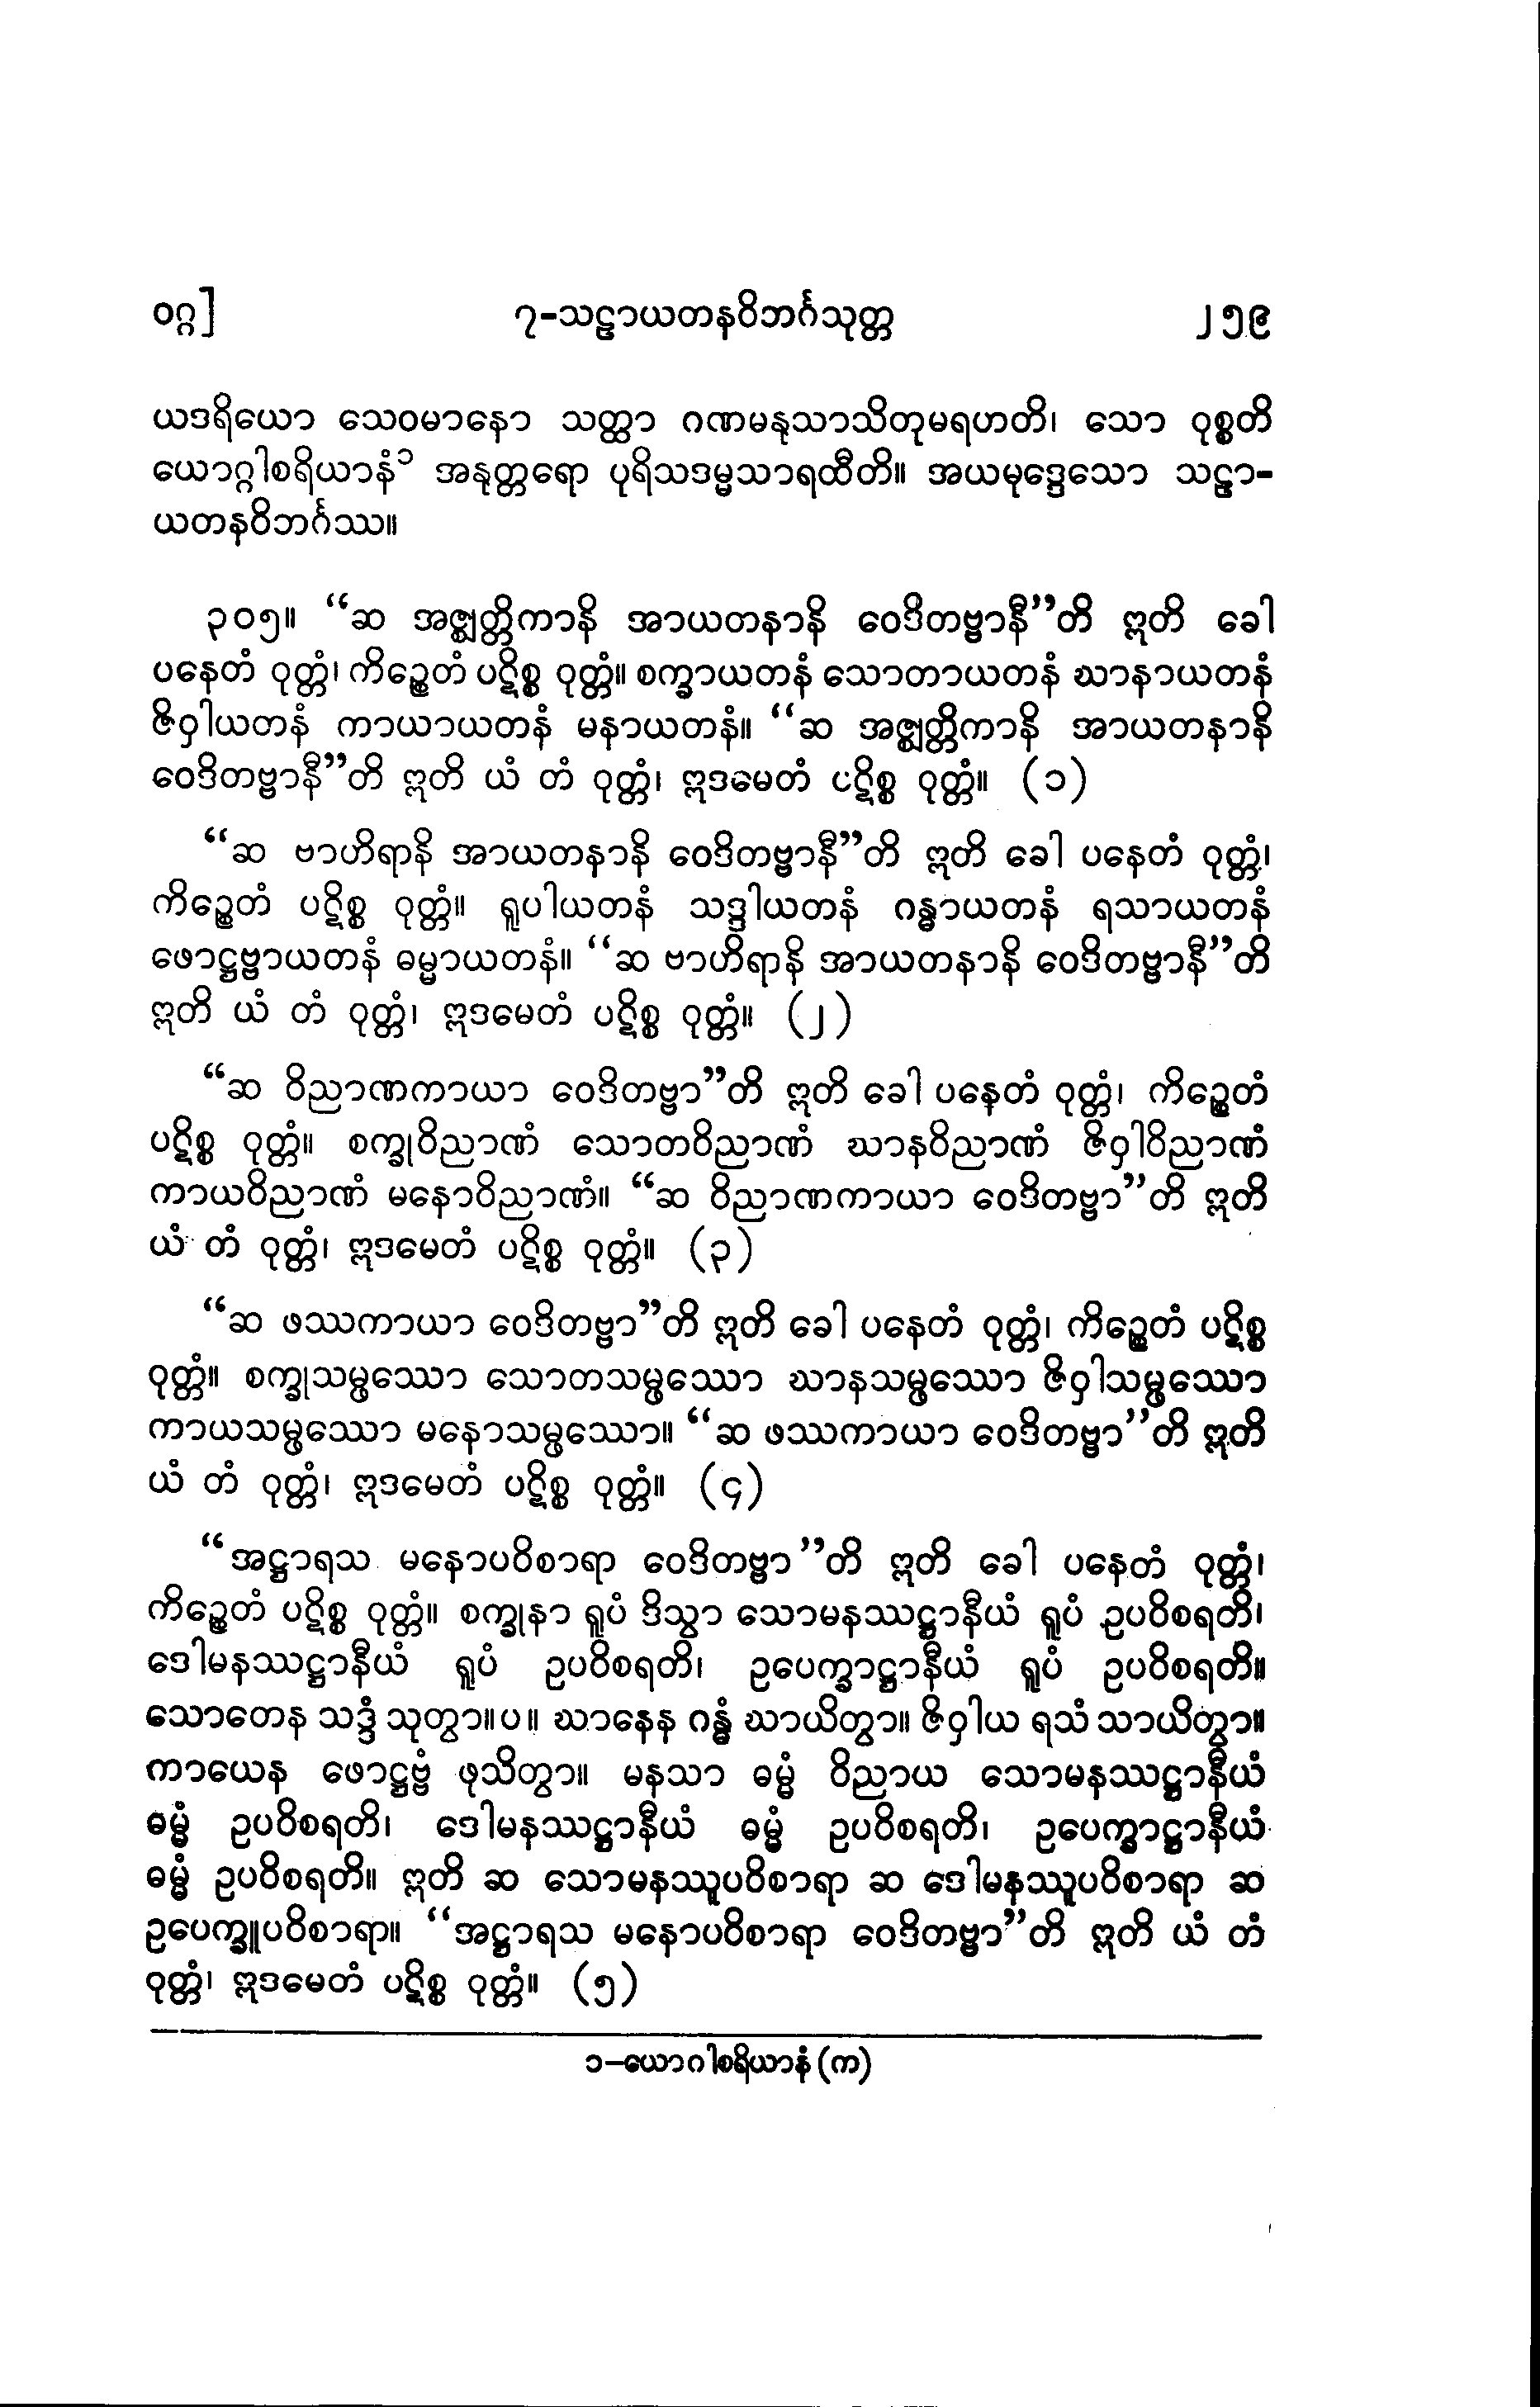 ဝဂ္ဂ] ၇-သဠာယတနဝိဘင်္ဂသုတ္တ ၂၅၉
ယဒရိယော သေဝမာနော သတ္ထာ ဂဏမနုသာသိတုမရဟတိ၊ သော ဝုစ္စတိ
ယောဂ္ဂါစရိယာနံ၁ အနုတ္တရော ပုရိသဒမ္မသာရထီတိ။ အယမုဒ္ဒေသော သဠာ-
ယတနဝိဘင်္ဂဿ။
၃၀၅။ “ဆ အဇ္ဈတ္တိကာနိ အာယတနာနိ ဝေဒိတဗ္ဗာနီ”တိ ဣတိ ခေါ
ပနေတံ ဝုတ္တံ၊ ကိဉ္စေတံ ပဋိစ္စ ဝုတ္တံ။ စက္ခာယတနံ သောတာယတနံ ဃာနာယတနံ
ဇိဝှါယတနံ ကာယာယတနံ မနာယတနံ။ “ဆ အဇ္ဈတ္တိကာနိ အာယတနာနိ
ဝေဒိတဗ္ဗာနီ”တိ ဣတိ ယံ တံ ဝုတ္တံ၊ ဣဒမေတံ ပဋိစ္စ ဝုတ္တံ။ (၁)
“ဆ ဗာဟိရာနိ အာယတနာနိ ဝေဒိတဗ္ဗာနီ”တိ ဣတိ ခေါ ပနေတံ ဝုတ္တံ၊
ကိဉ္စေတံ ပဋိစ္စ ဝုတ္တံ။ ရူပါယတနံ သဒ္ဒါယတနံ ဂန္ဓာယတနံ ရသာယတနံ
ဖောဋ္ဌဗ္ဗာယတနံ ဓမ္မာယတနံ။ “ဆ ဗာဟိရာနိ အာယတနာနိ ဝေဒိတဗ္ဗာနီ”တိ
ဣတိ ယံ တံ ဝုတ္တံ၊ ဣဒမေတံ ပဋိစ္စ ဝုတ္တံ။ (၂)
“ဆ ဝိညာဏကာယာ ဝေဒိတဗ္ဗာ”တိ ဣတိ ခေါ ပနေတံ ဝုတ္တံ၊ ကိဉ္စေတံ
ပဋိစ္စ ဝုတ္တံ။ စက္ခုဝိညာဏံ သောတဝိညာဏံ ဃာနဝိညာဏံ ဇိဝှါဝိညာဏံ
ကာယဝိညာဏံ မနောဝိညာဏံ။ “ဆ ဝိညာဏကာယာ ဝေဒိတဗ္ဗာ”တိ ဣတိ
ယံ တံ ဝုတ္တံ၊ ဣဒမေတံ ပဋိစ္စ ဝုတ္တံ။ (၃)
“ဆ ဖဿကာယာ ဝေဒိတဗ္ဗာ”တိ ဣတိ ခေါ ပနေတံ ဝုတ္တံ၊ ကိဉ္စေတံ ပဋိစ္စ
ဝုတ္တံ။ စက္ခုသမ္ဖဿော သောတသမ္ဖဿော ဃာနသမ္ဖဿော ဇိဝှါသမ္ဖဿော
ကာယသမ္ဖဿော မနောသမ္ဖဿော။ “ဆ ဖဿကာယာ ဝေဒိတဗ္ဗာ”တိ ဣတိ
ယံ တံ ဝုတ္တံ၊ ဣဒမေတံ ပဋိစ္စ ဝုတ္တံ။ (၄)
“အဋ္ဌာရသ မနောပဝိစာရာ ဝေဒိတဗ္ဗာ”တိ ဣတိ ခေါ ပနေတံ ဝုတ္တံ၊
ကိဉ္စေတံ ပဋိစ္စ ဝုတ္တံ။ စက္ခုနာ ရူပံ ဒိသွာ သောမနဿဋ္ဌာနီယံ ရူပံ ဥပဝိစရတိ၊
ဒေါမနဿဋ္ဌာနီယံ ရူပံ ဥပဝိစရတိ၊ ဥပေက္ခာဋ္ဌာနီယံ ရူပံ ဥပဝိစရတိ။
သောတေန သဒ္ဒံ သုတွာ။ပ။ ဃာနေန ဂန္ဓံ ဃာယိတွာ။ ဇိဝှါယ ရသံ သာယိတွာ။
ကာယေန ဖောဋ္ဌဗ္ဗံ ဖုသိတွာ။ မနသာ ဓမ္မံ ဝိညာယ သောမနဿဋ္ဌာနီယံ
ဓမ္မံ ဥပဝိစရတိ၊ ဒေါမနဿဋ္ဌာနီယံ ဓမ္မံ ဥပဝိစရတိ၊ ဥပေက္ခာဋ္ဌာနီယံ
ဓမ္မံ ဥပဝိစရတိ။ ဣတိ ဆ သောမနဿူပဝိစာရာ ဆ ဒေါမနဿူပဝိစာရာ ဆ
ဥပေက္ခူပဝိစာရာ။ “အဋ္ဌာရသ မနောပဝိစာရာ ဝေဒိတဗ္ဗာ”တိ ဣတိ ယံ တံ
ဝုတ္တံ၊ ဣဒမေတံ ပဋိစ္စ ဝုတ္တံ။ (၅)
၁-ယောဂါစရိယာနံ (က)